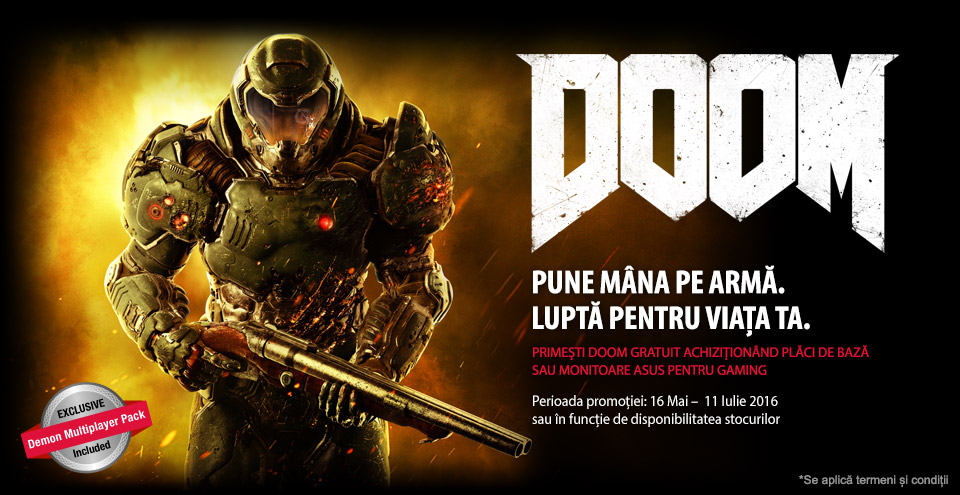 DOOM
PUNE MÂNA PE ARMĂ.
LUPTĂ PENTRU VIAȚA TA.
PRIMEȘTI DOOM GRATUIT ACHIZIȚIONÂND PLĂCI DE BAZĂ
SAU MONITOARE ASUS PENTRU GAMING
Perioada promoției: 16 Mai – 11 Iulie 2016
sau în funcție de disponibilitatea stocurilor
EXCLUSIVE
Demon Multiplayer Pack
Included
*Se aplică termeni și condiții